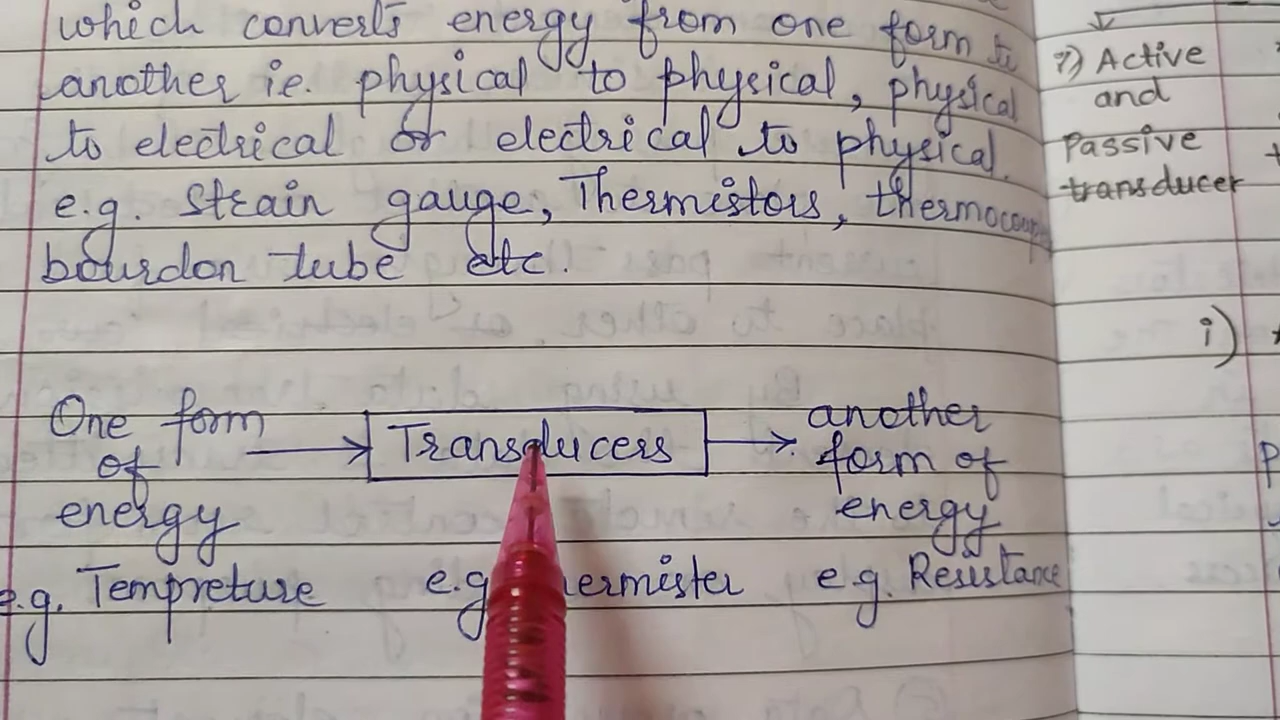 which converts energy from one form to
another i.e. physical to physical, physical
to electrical or electrical to physical.
e.g. strain gauge, Thermistors, thermocouple
bourdon tube etc.
One form
of
energy
Transducers
another
form of
energy
e.g. Tempreture e.g. Thermister e.g. Resistance
7) Active
and
Passive
transducer
i)